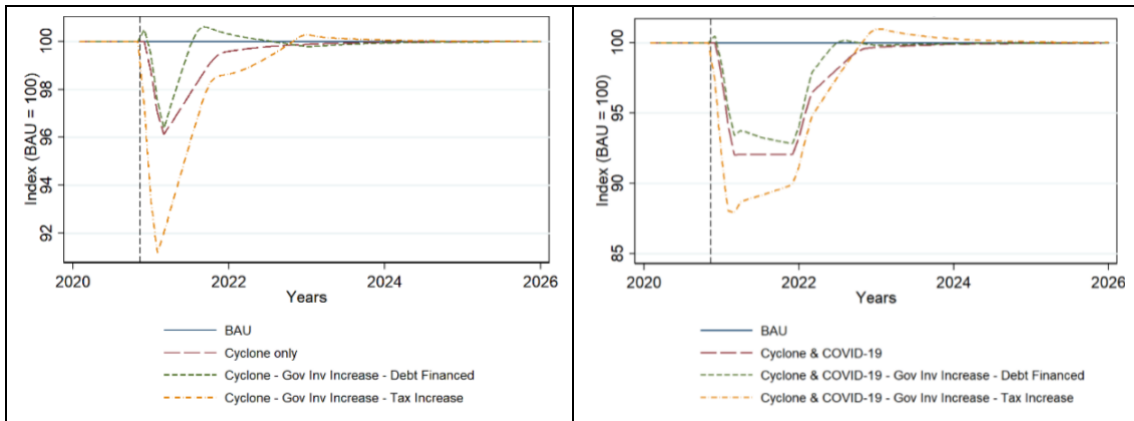 Index (BAU = 100)
100
98
96
94
92
2020
2022
2024
2026
Years
BAU
Cyclone only
Cyclone - Gov Inv Increase - Debt Financed
Cyclone - Gov Inv Increase - Tax Increase
Index (BAU = 100)
100
95
90
85
2020
2022
2024
2026
Years
BAU
Cyclone & COVID-19
Cyclone & COVID-19 - Gov Inv Increase - Debt Financed
Cyclone & COVID-19 - Gov Inv Increase - Tax Increase